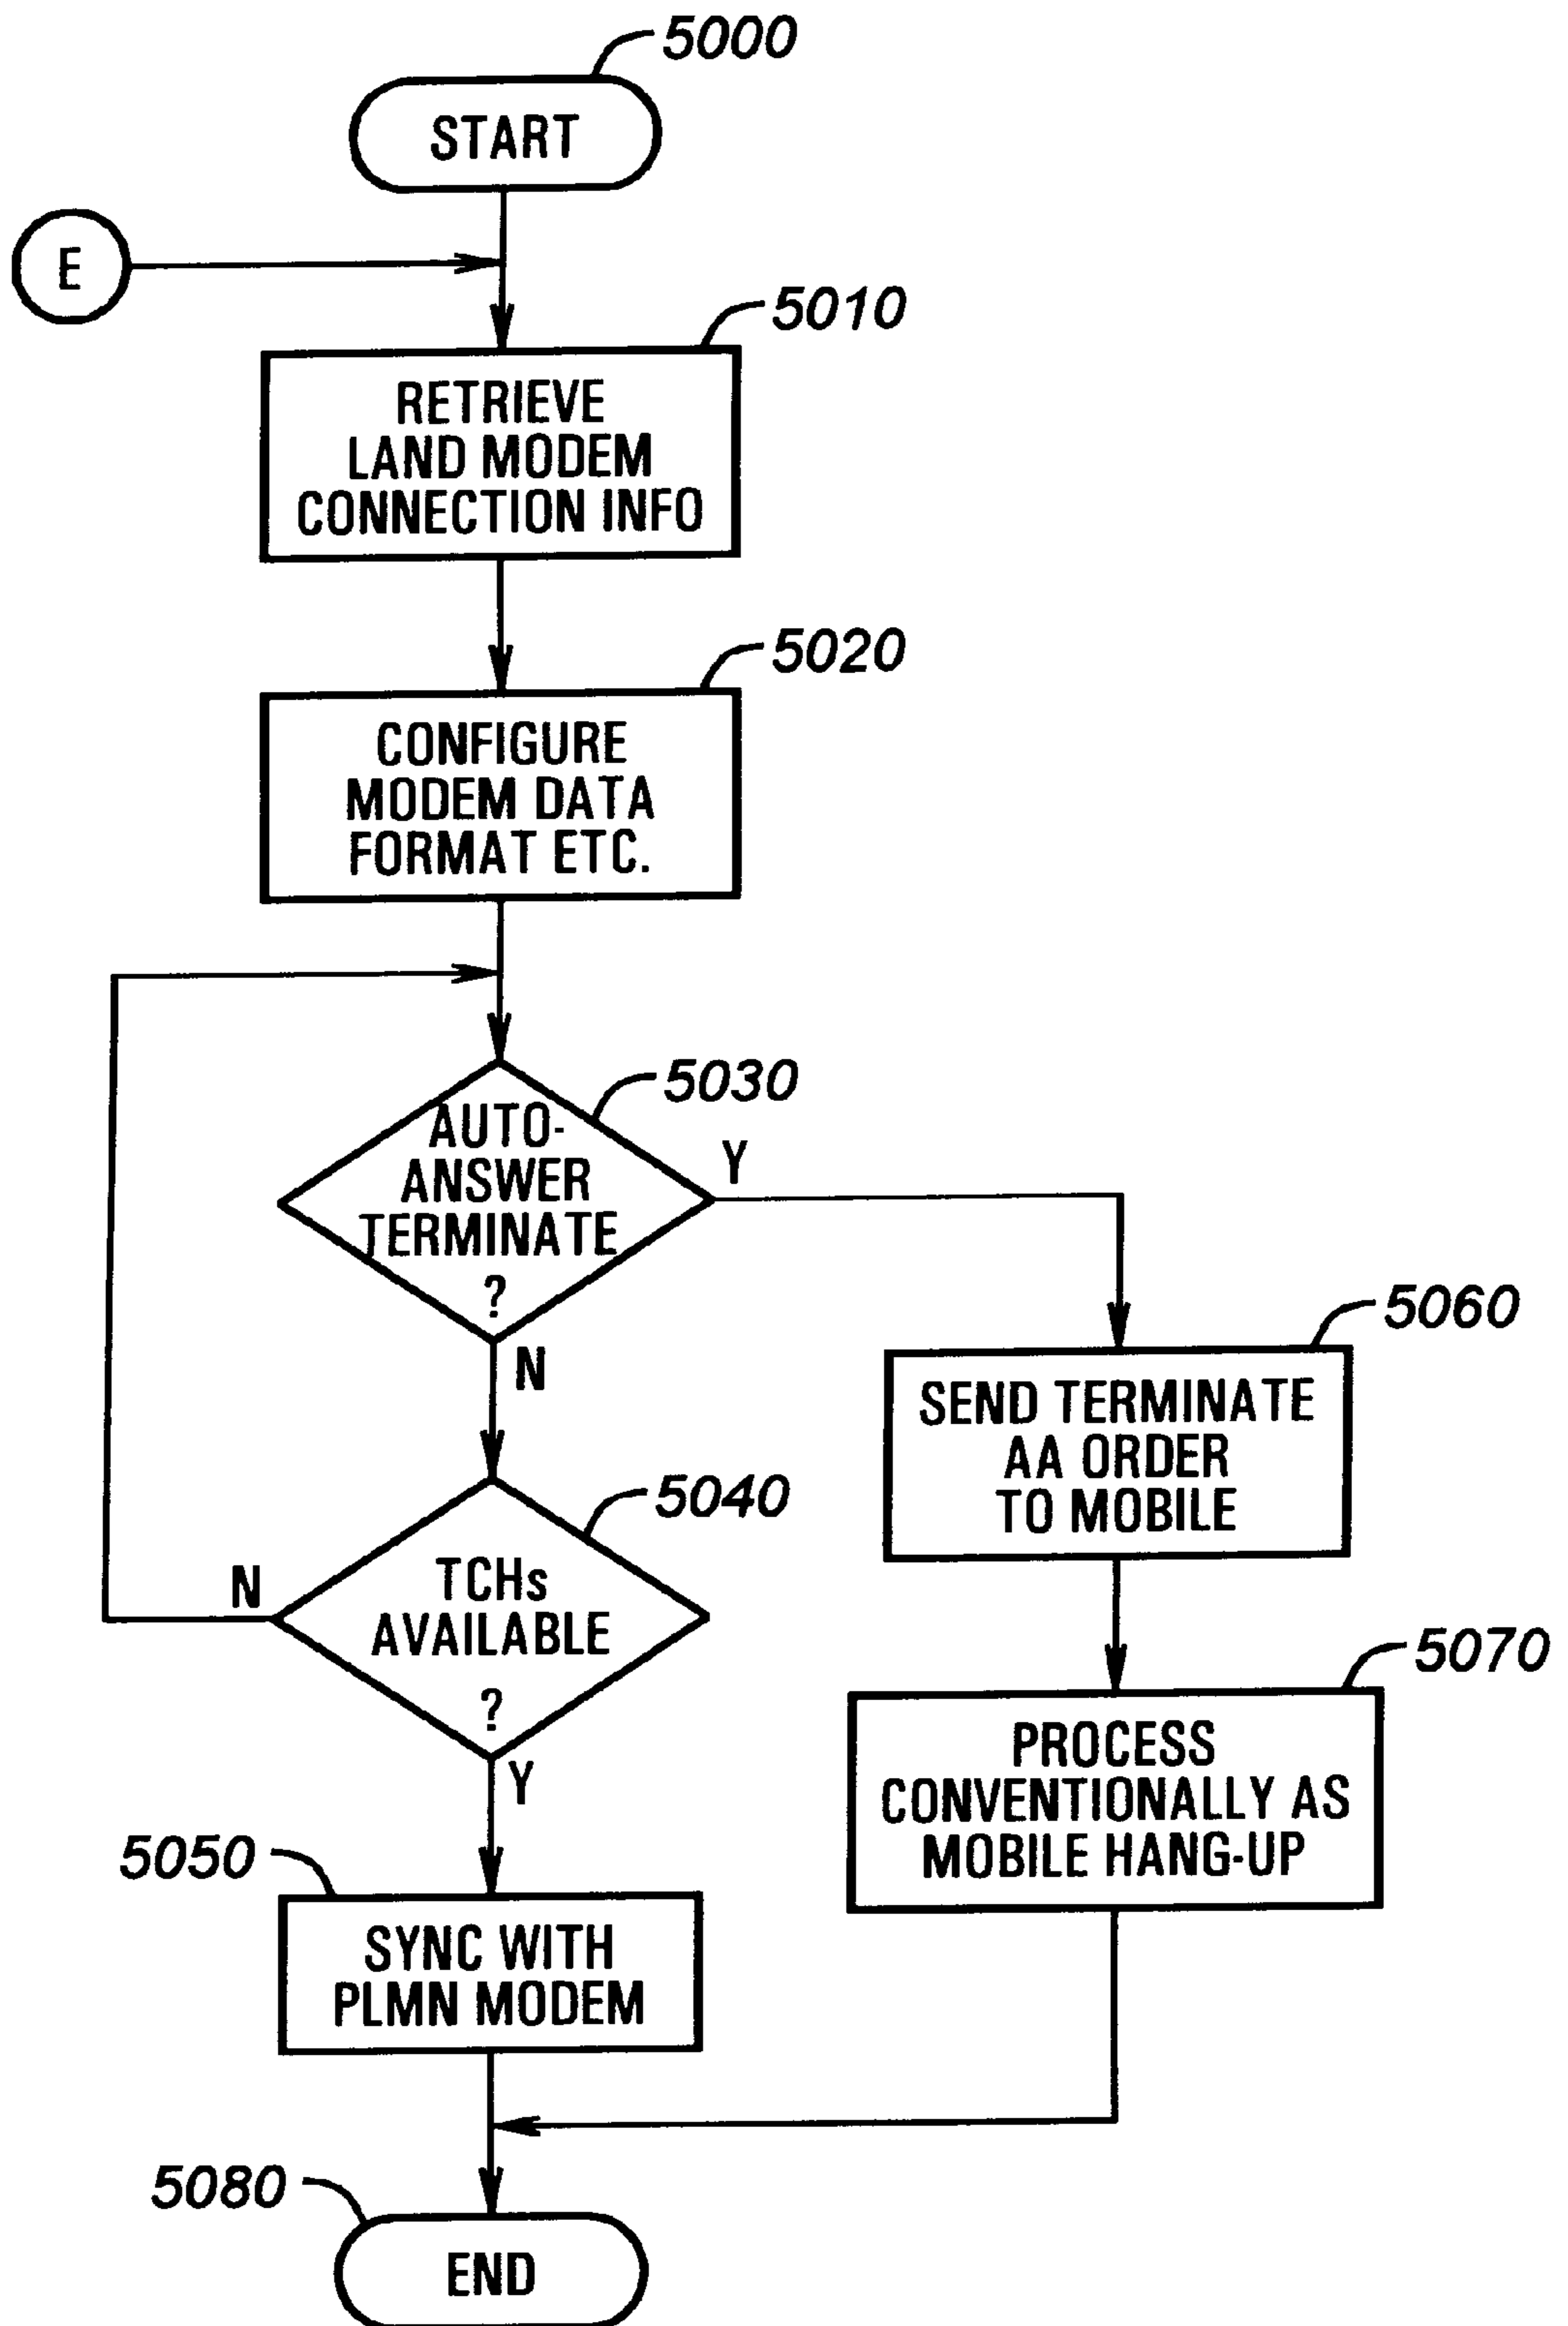 5000
START
E
5010
RETRIEVE
LAND MODEM
CONNECTION INFO
5020
CONFIGURE
MODEM DATA
FORMAT ETC.
5030
AUTO-
ANSWER
TERMINATE
?
Y
N
5040
TCHs
AVAILABLE
?
N
Y
5060
SEND TERMINATE
AA ORDER
TO MOBILE
5070
PROCESS
CONVENTIONALLY AS
MOBILE HANG-UP
5050
SYNC WITH
PLMN MODEM
5080
END